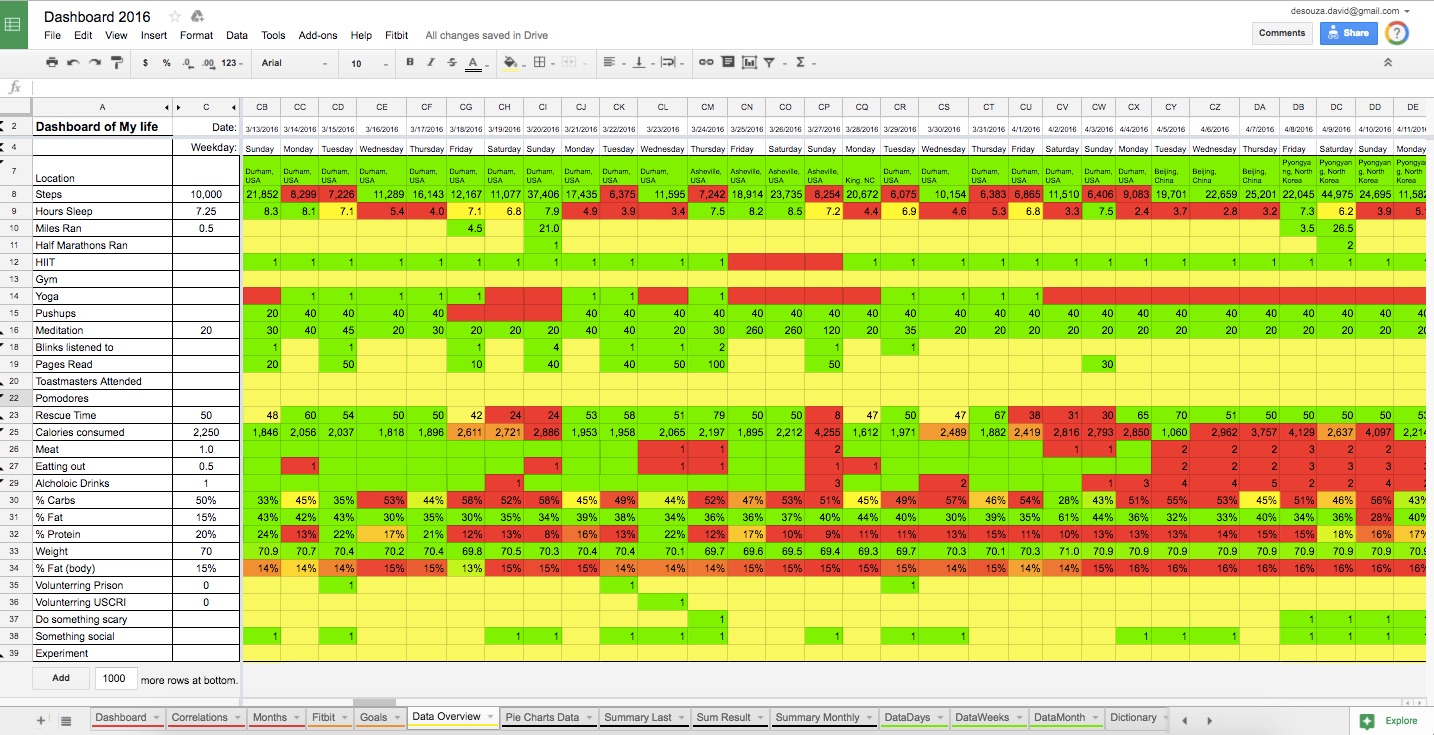 Dashboard 2016
desouza.david@gmail.com
File Edit View Insert Format Data Tools Add-ons Help Fitbit All changes saved in Drive
Comments Share ?
$ % .0 .00 123 Arial 10 B I S A Σ
fx
A C CB CC CD CE CF CG CH CI CJ CK CL CM CN CO CP CQ CR CS CT CU CV CW CX CY CZ DA DB DC DD DE
2 Dashboard of My life Date: 3/13/2016 3/14/2016 3/15/2016 3/16/2016 3/17/2016 3/18/2016 3/19/2016 3/20/2016 3/21/2016 3/22/2016 3/23/2016 3/24/2016 3/25/2016 3/26/2016 3/27/2016 3/28/2016 3/29/2016 3/30/2016 3/31/2016 4/1/2016 4/2/2016 4/3/2016 4/4/2016 4/5/2016 4/6/2016 4/7/2016 4/8/2016 4/9/2016 4/10/2016 4/11/201
4 Weekday: Sunday Monday Tuesday Wednesday Thursday Friday Saturday Sunday Monday Tuesday Wednesday Thursday Friday Saturday Sunday Monday Tuesday Wednesday Thursday Friday Saturday Sunday Monday Tuesday Wednesday Thursday Friday Saturday Sunday Monday
7 Location Durham, USA Durham, USA Durham, USA Durham, USA Durham, USA Durham, USA Durham, USA Durham, USA Durham, USA Durham, USA Durham, USA Asheville, USA Asheville, USA Asheville, USA Asheville, USA King, NC Durham, USA Durham, USA Durham, USA Durham, USA Durham, USA Durham, USA Durham, USA Beijing, China Beijing, China Beijing, China Pyongyang, North Korea Pyongyang, North Korea Pyongyang, North Korea Pyongya g, North Korea
8 Steps 10,000 21,852 8,299 7,226 11,289 16,143 12,167 11,077 37,406 17,435 6,375 11,595 7,242 18,914 23,735 8,254 20,672 6,075 10,154 6,383 6,865 11,510 6,406 9,083 19,701 22,659 25,201 22,045 44,975 24,695 11,582
9 Hours Sleep 7.25 8.3 8.1 7.1 5.4 4.0 7.1 6.8 7.9 4.9 3.9 3.4 7.5 8.2 8.5 7.2 4.4 6.9 4.6 5.3 6.8 3.3 7.5 2.4 3.7 2.8 3.2 7.3 6.2 3.9 5.
10 Miles Ran 0.5 4.5 21.0 3.5 26.5
11 Half Marathons Ran 1 2
12 HIIT 1 1 1 1 1 1 1 1 1 1 1 1 1 1 1 1 1 1 1 1 1 1 1 1 1 1 1
13 Gym
14 Yoga 1 1 1 1 1 1 1 1 1 1 1 1
15 Pushups 20 40 40 40 40 40 40 40 40 40 40 40 40 40 40 40 40 40 40 40 40 40 40 40 40 40 40
16 Meditation 20 30 40 45 20 30 20 20 20 40 40 20 30 260 260 120 20 35 20 20 20 20 20 20 20 20 20 20 20 20 20
18 Blinks listened to 1 1 1 4 1 1 2 1 1
19 Pages Read 20 50 10 40 40 50 100 50 30
20 Toastmasters Attended
22 Pomodores
23 Rescue Time 50 48 60 54 50 50 42 24 24 53 58 51 79 50 50 8 47 50 47 67 38 31 30 65 70 51 50 50 50 50 53
25 Calories consumed 2,250 1,846 2,056 2,037 1,818 1,896 2,611 2,721 2,886 1,953 1,958 2,065 2,197 1,895 2,212 4,255 1,612 1,971 2,489 1,882 2,419 2,816 2,793 2,850 1,060 2,962 3,757 4,129 2,637 4,097 2,214
26 Meat 1.0 1 1 2 1 1 2 2 2 3 2 2 1
27 Eatting out 0.5 1 1 1 1 2 1 2 2 2 3 3 3 3
29 Alcholoic Drinks 1 1 3 2 1 3 4 4 5 2 2 4 2
30 % Carbs 50% 33% 45% 35% 53% 44% 58% 52% 58% 45% 49% 44% 52% 47% 53% 51% 45% 49% 57% 46% 54% 28% 43% 51% 55% 53% 45% 51% 46% 56% 43%
31 % Fat 15% 43% 42% 43% 30% 35% 30% 35% 34% 39% 38% 34% 36% 36% 37% 40% 44% 40% 30% 39% 35% 61% 44% 36% 32% 33% 40% 34% 36% 28% 40%
32 % Protein 20% 24% 13% 22% 17% 21% 12% 13% 8% 16% 13% 22% 12% 17% 10% 9% 11% 11% 13% 15% 11% 10% 13% 13% 13% 14% 15% 15% 18% 16% 17%
33 Weight 70 70.9 70.7 70.4 70.2 70.4 69.8 70.5 70.3 70.4 70.4 70.1 69.7 69.6 69.5 69.4 69.3 69.7 70.3 70.1 70.3 71.0 70.9 70.9 70.9 70.9 70.9 70.9 70.9 70.9 70.9
34 % Fat (body) 15% 14% 14% 14% 15% 15% 13% 15% 15% 15% 14% 14% 14% 15% 15% 15% 15% 15% 14% 15% 14% 14% 15% 16% 16% 16% 16% 16% 16% 16% 16%
35 Volunterring Prison 0 1 1 1
36 Volunterring USCRI 0 1
37 Do something scary 1 1 1 1 1
38 Something social 1 1 1 1 1 1 1 1 1 1 1 1 1 1 1 1 1
39 Experiment
Add 1000 more rows at bottom.
Dashboard Correlations Months Fitbit Goals Data Overview Pie Charts Data Summary Last Sum Result Summary Monthly DataDays DataWeeks DataMonth Dictionary Explore